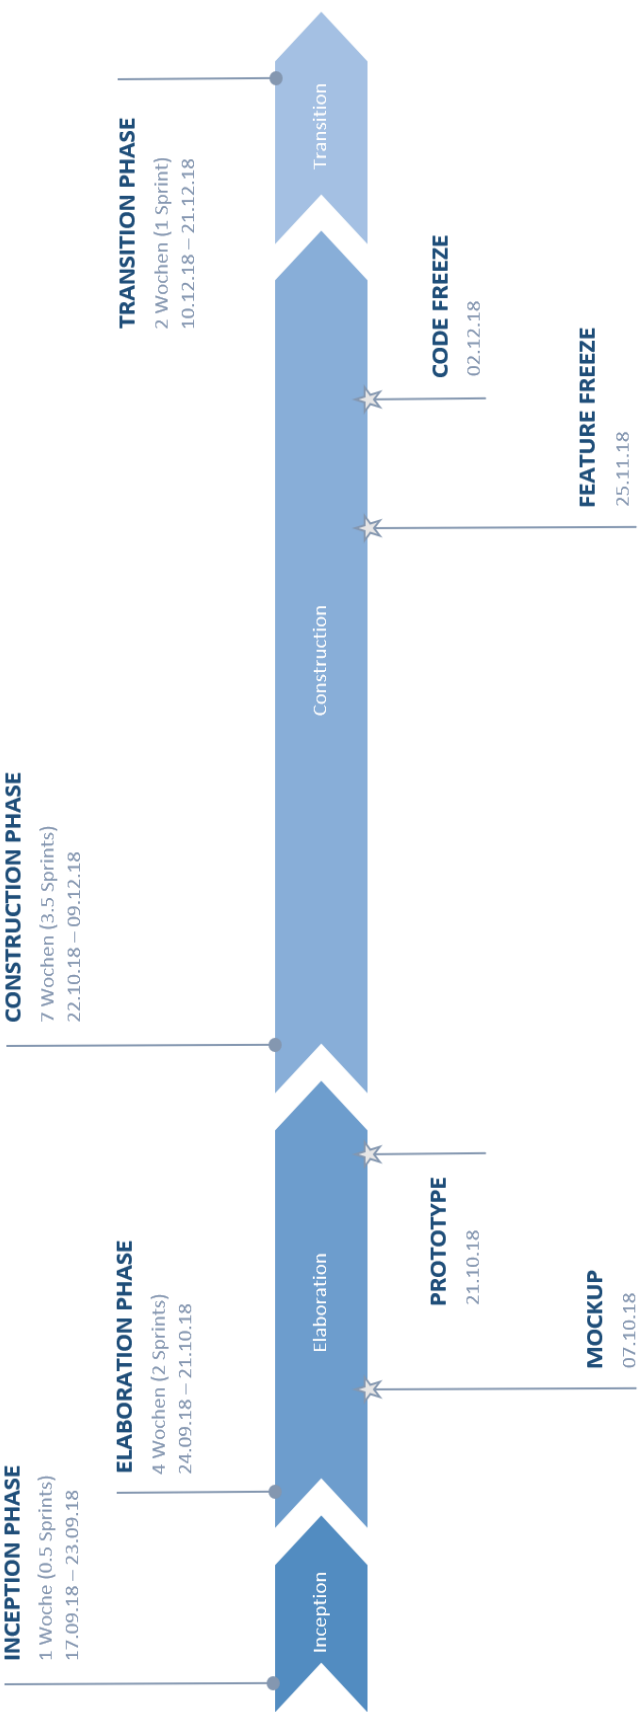 INCEPTION PHASE
1 Woche (0.5 Sprints)
17.09.18 – 23.09.18
ELABORATION PHASE
4 Wochen (2 Sprints)
24.09.18 – 21.10.18
CONSTRUCTION PHASE
7 Wochen (3.5 Sprints)
22.10.18 – 09.12.18
TRANSITION PHASE
2 Wochen (1 Sprint)
10.12.18 – 21.12.18
Inception
Elaboration
Construction
Transition
PROTOTYPE
21.10.18
CODE FREEZE
02.12.18
MOCKUP
07.10.18
FEATURE FREEZE
25.11.18